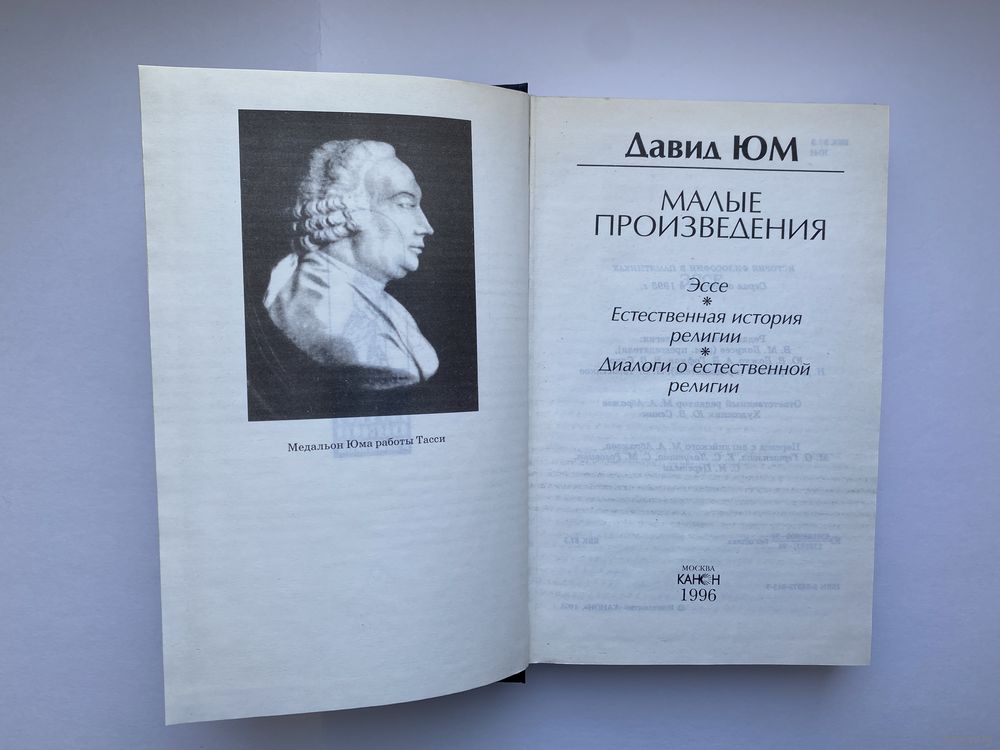 Медальон Юма работы Тасси
Давид ЮМ
МАЛЫЕ
ПРОИЗВЕДЕНИЯ
Эссе
*
Естественная история
религии
*
Диалоги о естественной
религии
МОСКВА
КАНОН
1996